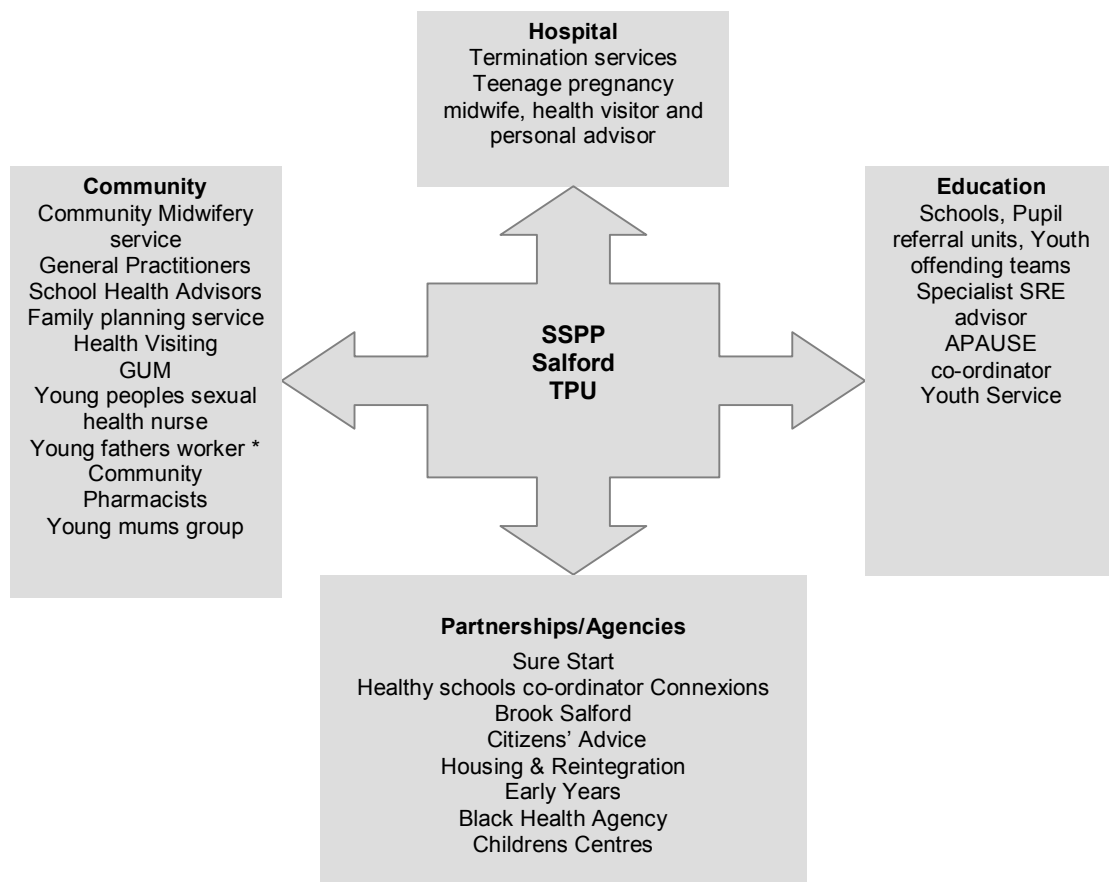 Hospital
Termination services
Teenage pregnancy
midwife, health visitor and
personal advisor
Community
Community Midwifery
service
General Practitioners
School Health Advisors
Family planning service
Health Visiting
GUM
Young peoples sexual
health nurse
Young fathers worker *
Community
Pharmacists
Young mums group
SSPP
Salford
TPU
Education
Schools, Pupil
referral units, Youth
offending teams
Specialist SRE
advisor
APAUSE
co-ordinator
Youth Service
Partnerships/Agencies
Sure Start
Healthy schools co-ordinator Connexions
Brook Salford
Citizens’ Advice
Housing & Reintegration
Early Years
Black Health Agency
Childrens Centres